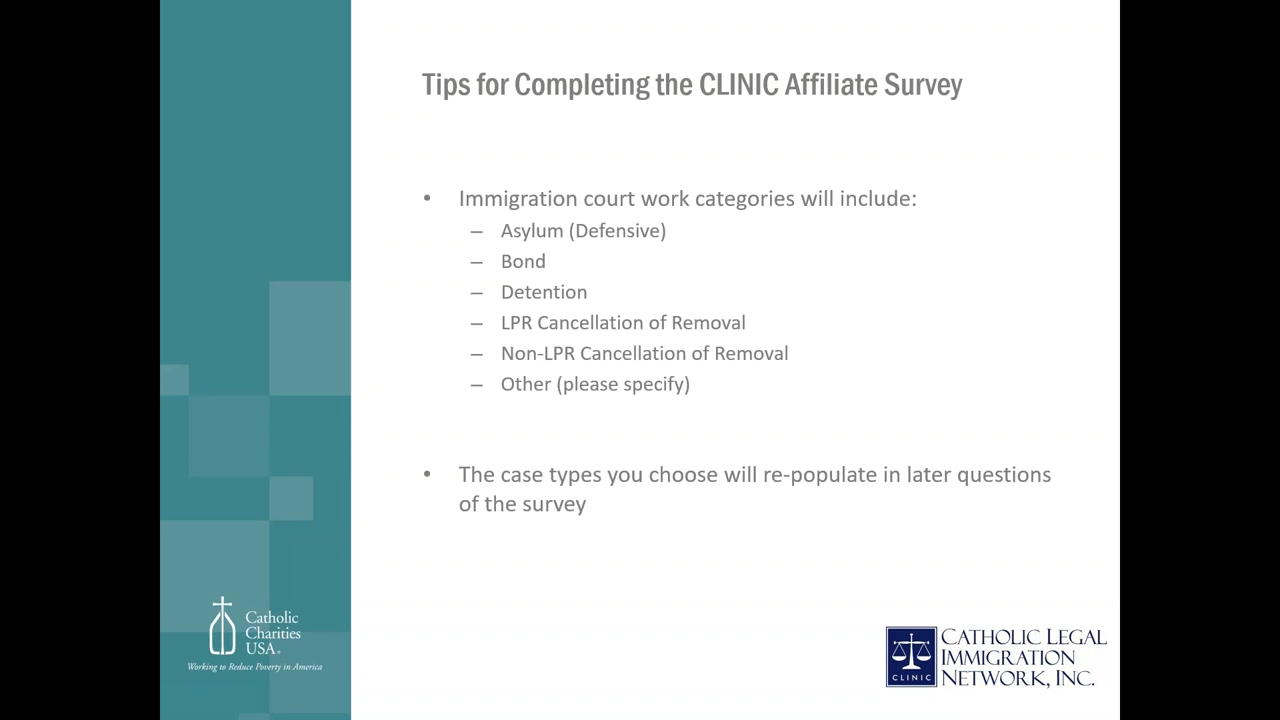 Tips for Completing the CLINIC Affiliate Survey
• Immigration court work categories will include:
– Asylum (Defensive)
– Bond
– Detention
– LPR Cancellation of Removal
– Non-LPR Cancellation of Removal
– Other (please specify)
• The case types you choose will re-populate in later questions
of the survey
Catholic
Charities
USA®
Working to Reduce Poverty in America
CLINIC
CATHOLIC LEGAL
IMMIGRATION
NETWORK, INC.